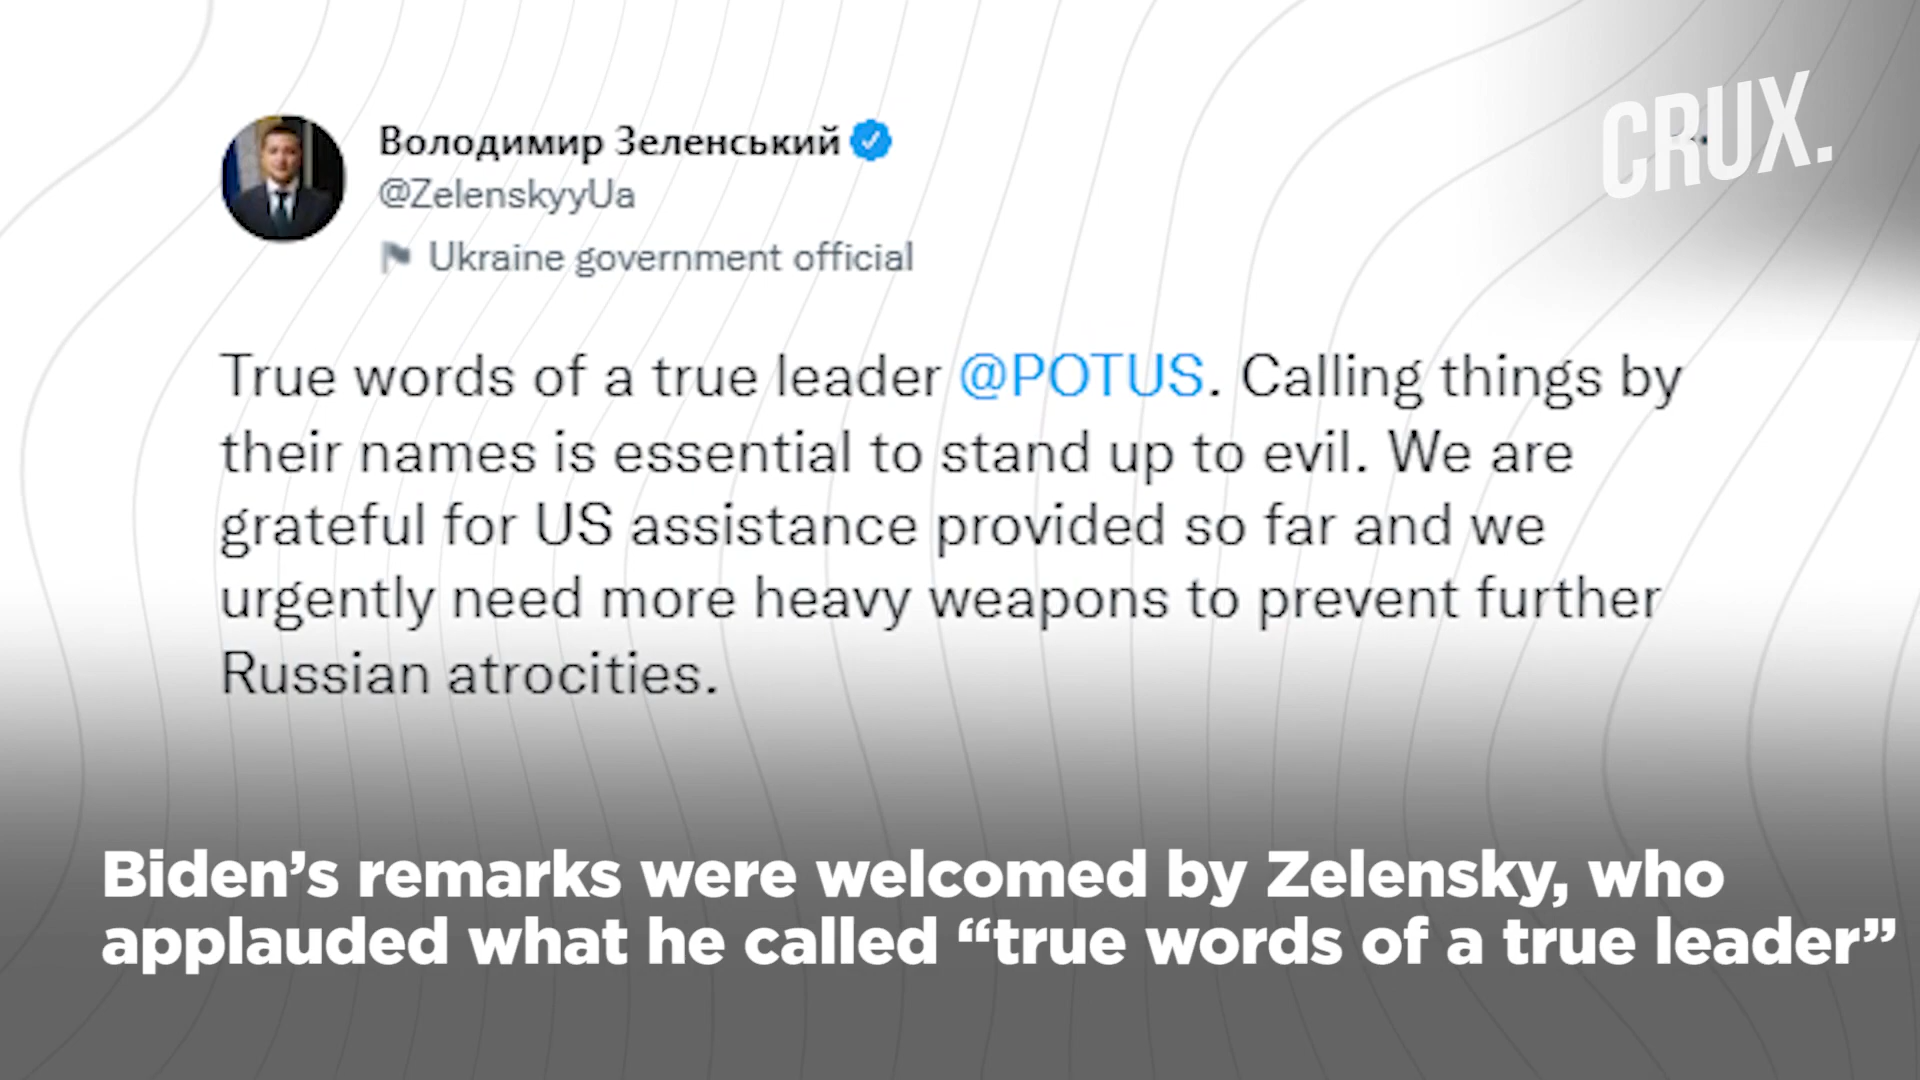 CRUX.
Володимир Зеленський
@ZelenskyyUa
Ukraine government official
True words of a true leader @POTUS. Calling things by
their names is essential to stand up to evil. We are
grateful for US assistance provided so far and we
urgently need more heavy weapons to prevent further
Russian atrocities.
Biden’s remarks were welcomed by Zelensky, who
applauded what he called “true words of a true leader”